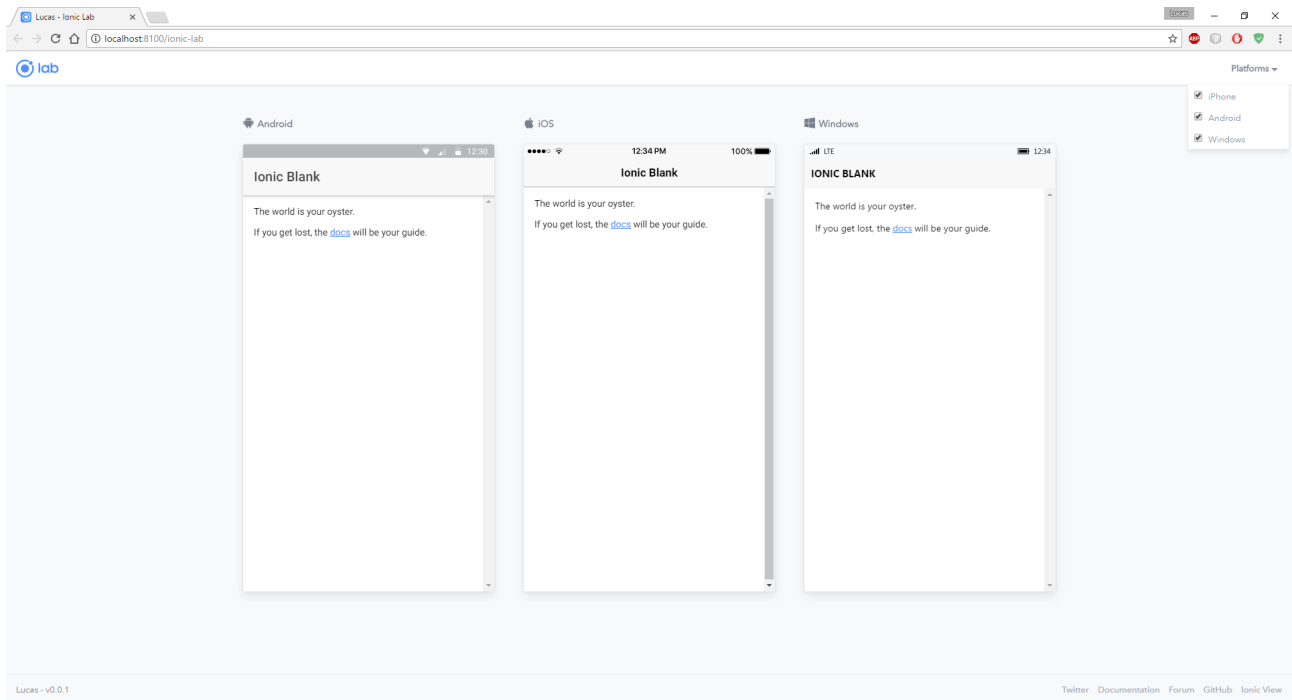 Lucas - Ionic Lab
Lucas
localhost:8100/ionic-lab
ABP
lab
Platforms
iPhone
Android
Windows
Android
iOS
Windows
12:30
Ionic Blank
The world is your oyster.
If you get lost, the docs will be your guide.
12:34 PM
100%
Ionic Blank
The world is your oyster.
If you get lost, the docs will be your guide.
LTE
12:34
IONIC BLANK
The world is your oyster.
If you get lost. the docs will be your guide.
Lucas - v0.0.1
Twitter Documentation Forum GitHub Ionic View